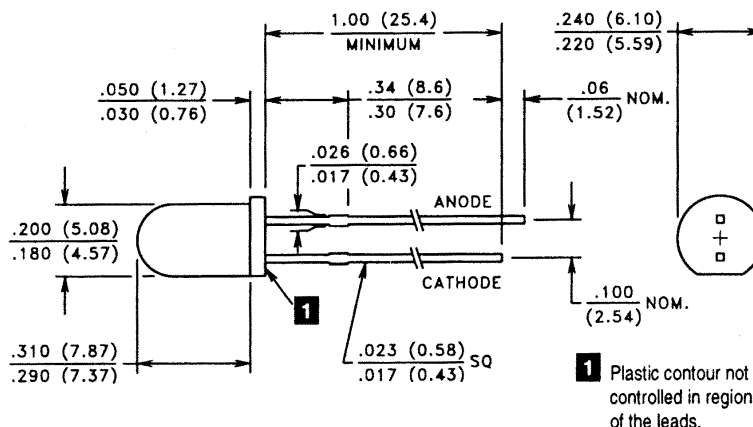 1.00 (25.4)
MINIMUM
.240 (6.10)
.220 (5.59)
.050 (1.27)
.030 (0.76)
.34 (8.6)
.30 (7.6)
.06
(1.52)
NOM.
.026 (0.66)
.017 (0.43)
ANODE
.200 (5.08)
.180 (4.57)
CATHODE
1
.100
(2.54)
NOM.
.310 (7.87)
.290 (7.37)
.023 (0.58)
.017 (0.43)
SQ
1 Plastic contour not
controlled in region
of the leads.